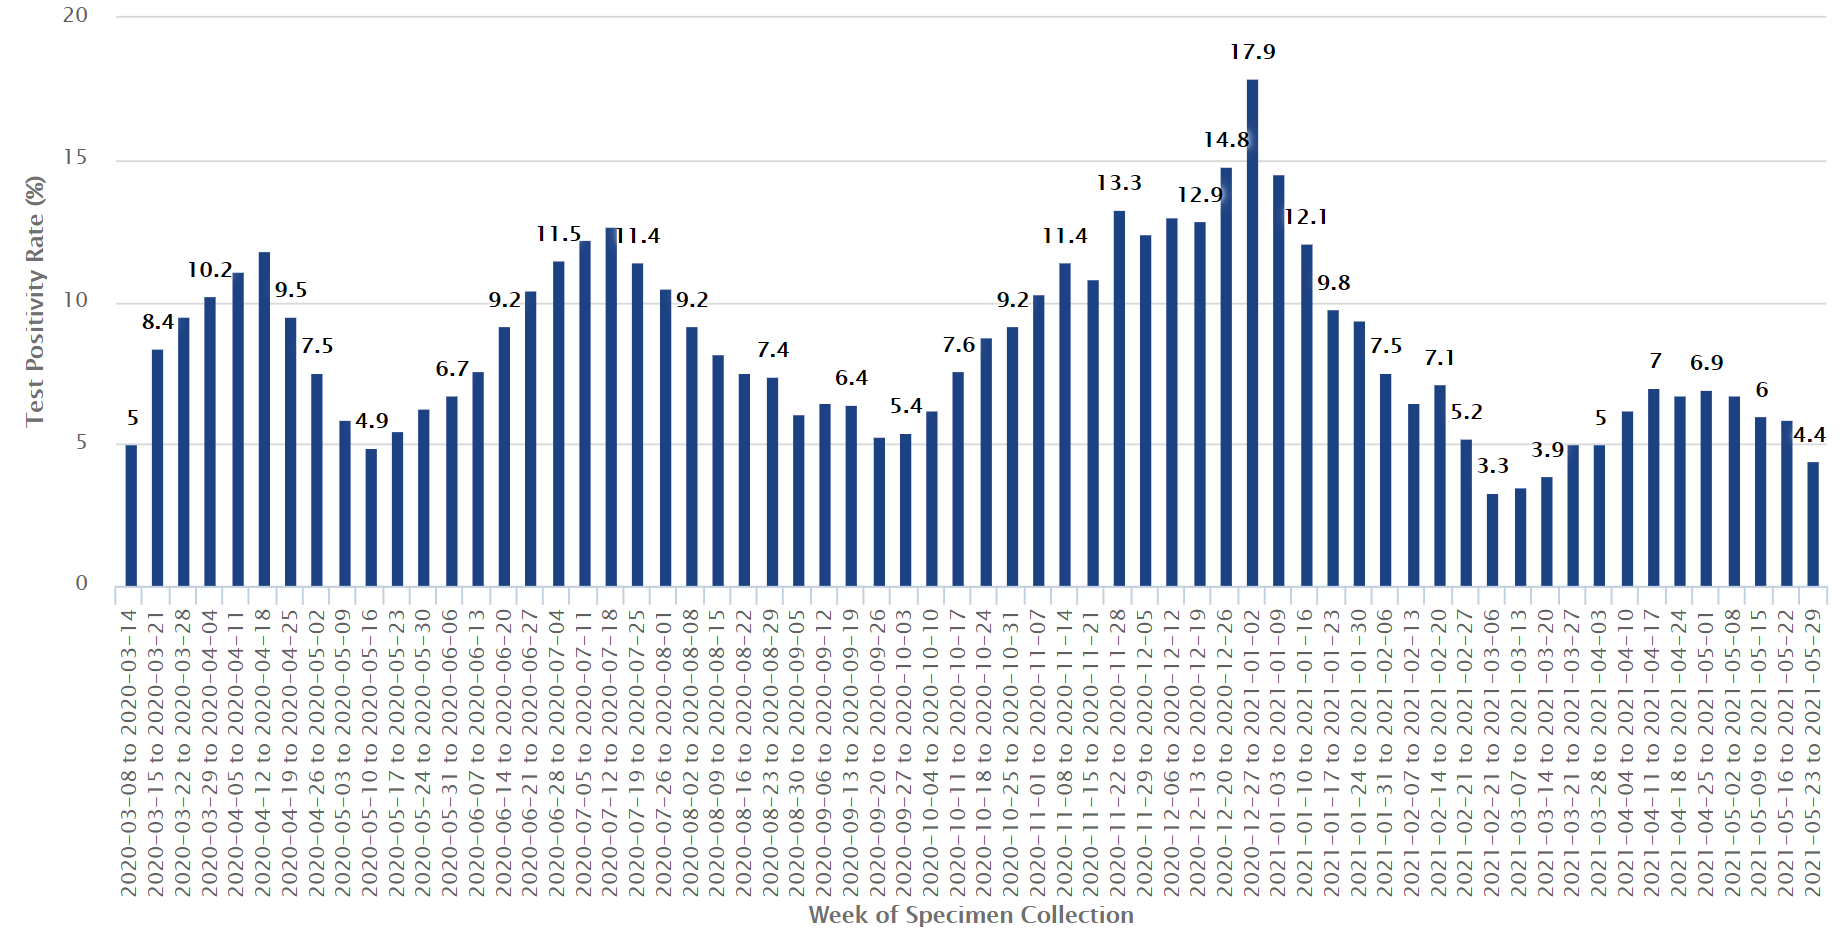 20
15
10
5
0
Test Positivity Rate (%)
5
8.4
10.2
9.5
7.5
4.9
6.7
9.2
11.5
11.4
9.2
7.4
6.4
5.4
7.6
9.2
11.4
13.3
12.9
14.8
17.9
12.1
9.8
7.5
7.1
5.2
3.3
3.9
5
7
6.9
6
4.4
2020-03-08 to 2020-03-14
2020-03-15 to 2020-03-21
2020-03-22 to 2020-03-28
2020-03-29 to 2020-04-04
2020-04-05 to 2020-04-11
2020-04-12 to 2020-04-18
2020-04-19 to 2020-04-25
2020-04-26 to 2020-05-02
2020-05-03 to 2020-05-09
2020-05-10 to 2020-05-16
2020-05-17 to 2020-05-23
2020-05-24 to 2020-05-30
2020-05-31 to 2020-06-06
2020-06-07 to 2020-06-13
2020-06-14 to 2020-06-20
2020-06-21 to 2020-06-27
2020-06-28 to 2020-07-04
2020-07-05 to 2020-07-11
2020-07-12 to 2020-07-18
2020-07-19 to 2020-07-25
2020-07-26 to 2020-08-01
2020-08-02 to 2020-08-08
2020-08-09 to 2020-08-15
2020-08-16 to 2020-08-22
2020-08-23 to 2020-08-29
2020-08-30 to 2020-09-05
2020-09-06 to 2020-09-12
2020-09-13 to 2020-09-19
2020-09-20 to 2020-09-26
2020-09-27 to 2020-10-03
2020-10-04 to 2020-10-10
2020-10-11 to 2020-10-17
2020-10-18 to 2020-10-24
2020-10-25 to 2020-10-31
2020-11-01 to 2020-11-07
2020-11-08 to 2020-11-14
2020-11-15 to 2020-11-21
2020-11-22 to 2020-11-28
2020-11-29 to 2020-12-05
2020-12-06 to 2020-12-12
2020-12-13 to 2020-12-19
2020-12-20 to 2020-12-26
2020-12-27 to 2021-01-02
2021-01-03 to 2021-01-09
2021-01-10 to 2021-01-16
2021-01-17 to 2021-01-23
2021-01-24 to 2021-01-30
2021-01-31 to 2021-02-06
2021-02-07 to 2021-02-13
2021-02-14 to 2021-02-20
2021-02-21 to 2021-02-27
2021-02-21 to 2021-03-06
2021-03-07 to 2021-03-13
2021-03-14 to 2021-03-20
2021-03-21 to 2021-03-27
2021-03-28 to 2021-04-03
2021-04-04 to 2021-04-10
2021-04-11 to 2021-04-17
2021-04-18 to 2021-04-24
2021-04-25 to 2021-05-01
2021-05-02 to 2021-05-08
2021-05-09 to 2021-05-15
2021-05-16 to 2021-05-22
2021-05-23 to 2021-05-29
Week of Specimen Collection